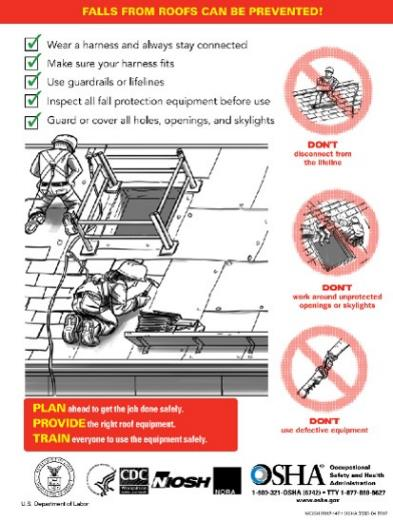 FALLS FROM ROOFS CAN BE PREVENTED!
Wear a harness and always stay connected
Make sure your harness fits
Use guardrails or lifelines
Inspect all fall protection equipment before use
Guard or cover all holes, openings, and skylights
DON'T
disconnect from
the lifeline
DON'T
work around unprotected
openings or skylights
DON'T
use defective equipment
PLAN ahead to get the job done safely.
PROVIDE the right roof equipment.
TRAIN everyone to use the equipment safely.
U.S. Department of Labor
CDC
NIOSH
NORA
OSHA
Occupational
Safety and Health
Administration
1-800-321-OSHA (6742) • TTY 1-877-889-5627
www.osha.gov